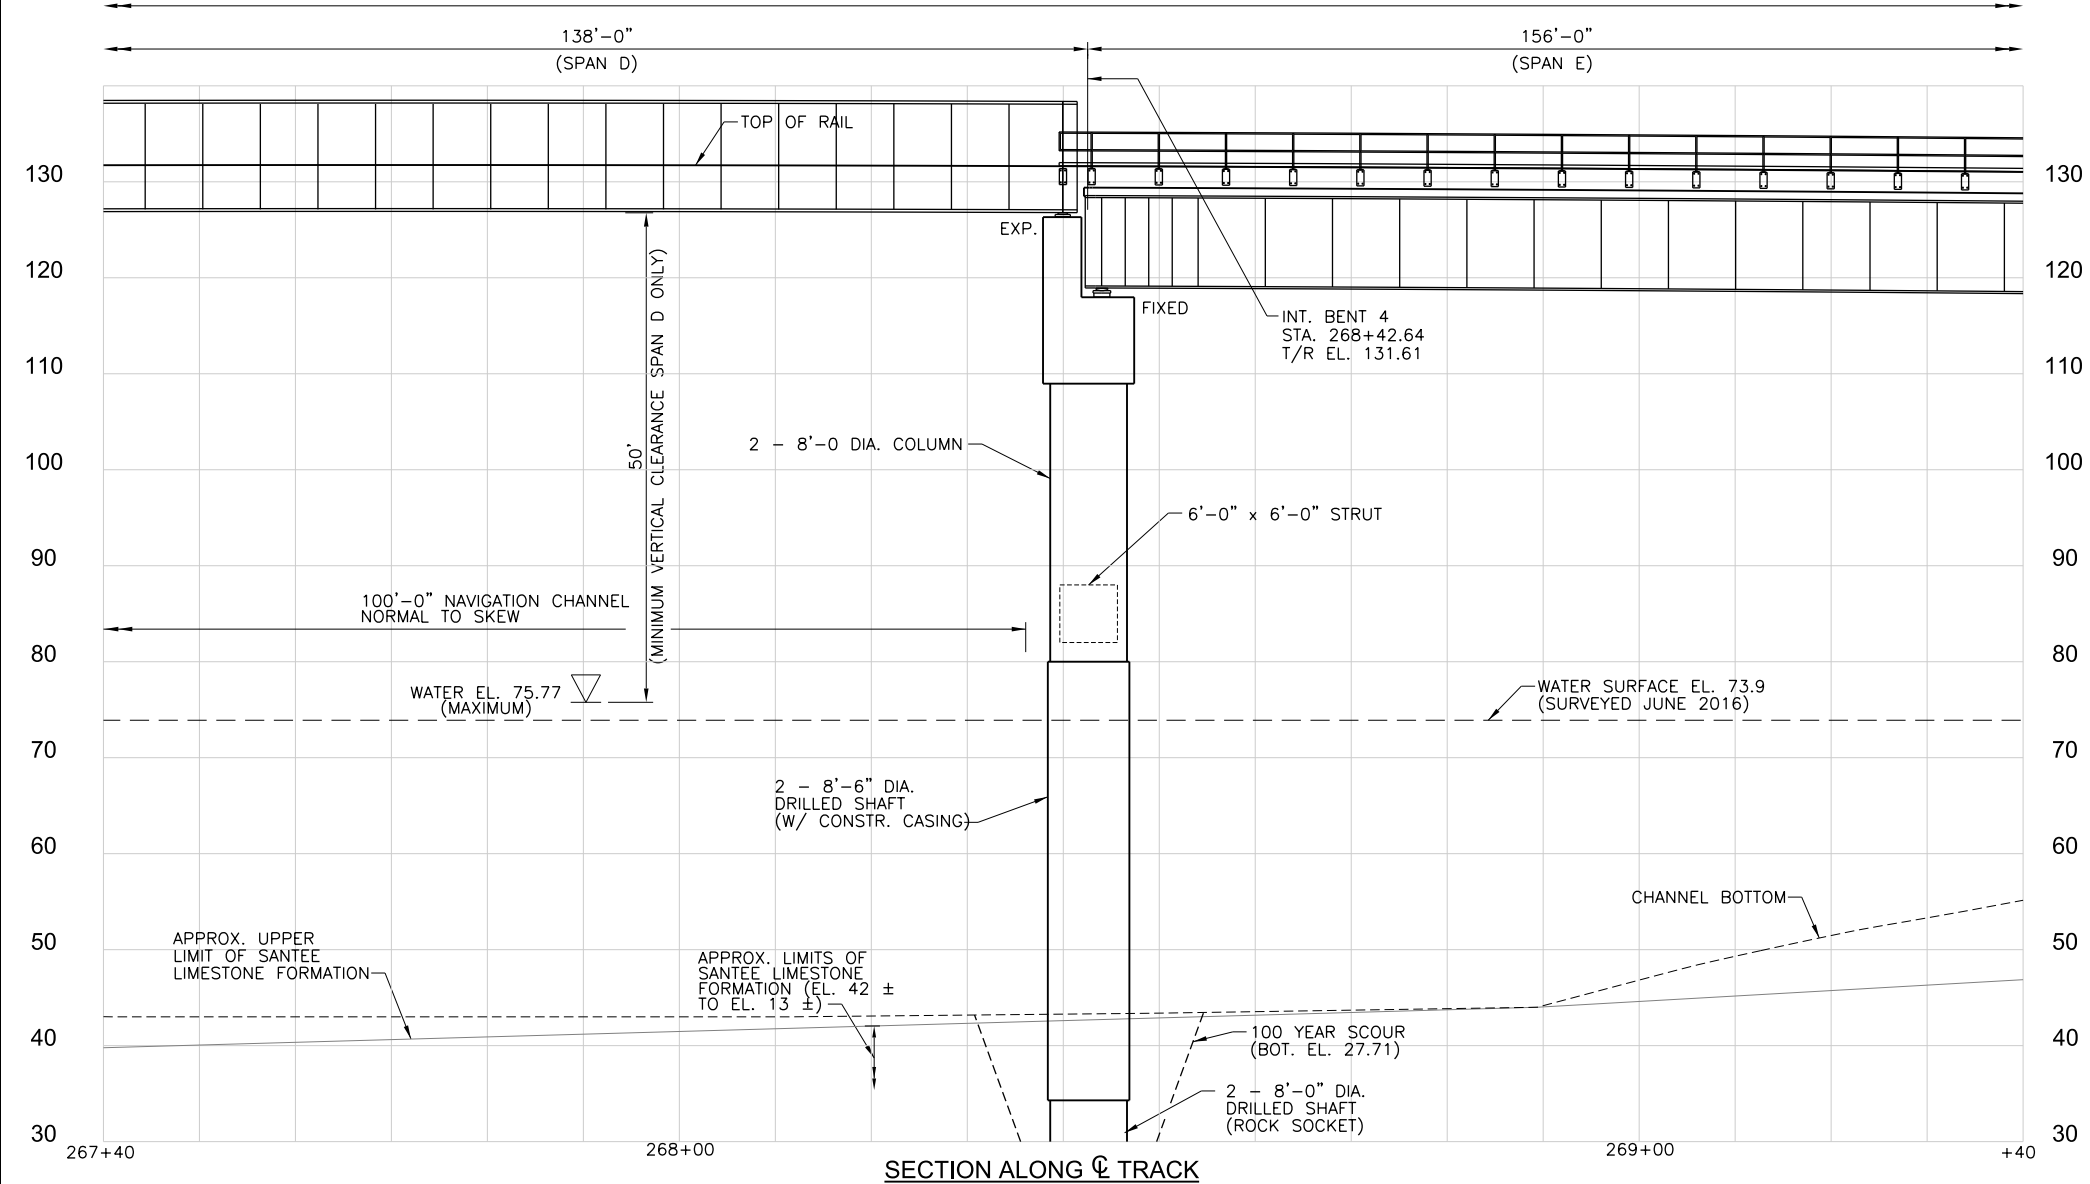 138'-0"
(SPAN D)
156'-0"
(SPAN E)
TOP OF RAIL
130
130
EXP.
120
120
FIXED
INT. BENT 4
STA. 268+42.64
T/R EL. 131.61
110
110
50'
(MINIMUM VERTICAL CLEARANCE SPAN D ONLY)
2 - 8'-0 DIA. COLUMN
100
100
6'-0" x 6'-0" STRUT
90
90
100'-0" NAVIGATION CHANNEL
NORMAL TO SKEW
80
80
WATER EL. 75.77
(MAXIMUM)
WATER SURFACE EL. 73.9
(SURVEYED JUNE 2016)
70
70
2 - 8'-6" DIA.
DRILLED SHAFT
(W/ CONSTR. CASING)
60
60
CHANNEL BOTTOM
APPROX. UPPER
LIMIT OF SANTEE
LIMESTONE FORMATION
50
50
APPROX. LIMITS OF
SANTEE LIMESTONE
FORMATION (EL. 42 ±
TO EL. 13 ±)
40
40
100 YEAR SCOUR
(BOT. EL. 27.71)
2 - 8'-0" DIA.
DRILLED SHAFT
(ROCK SOCKET)
30
30
267+40
268+00
269+00
+40
SECTION ALONG ℄ TRACK